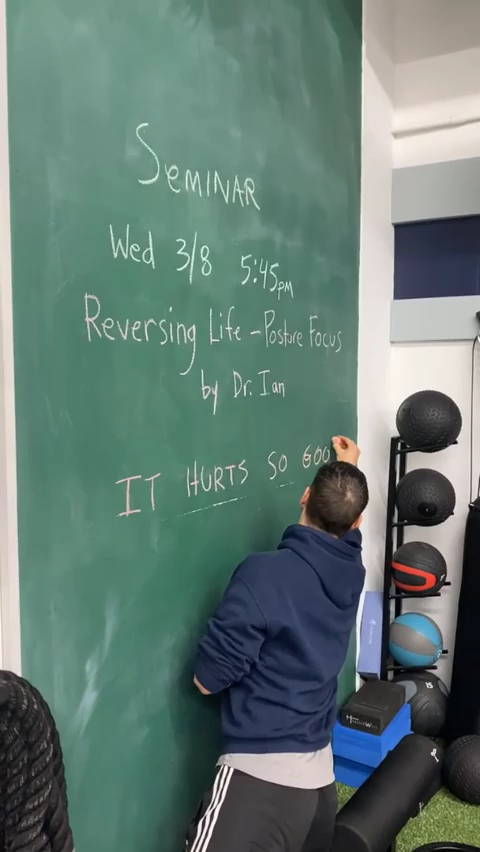 SEMINAR
Wed 3/8 5:45pm
Reversing Life - Posture Focus
by Dr. Ian
IT HURTS SO GOO